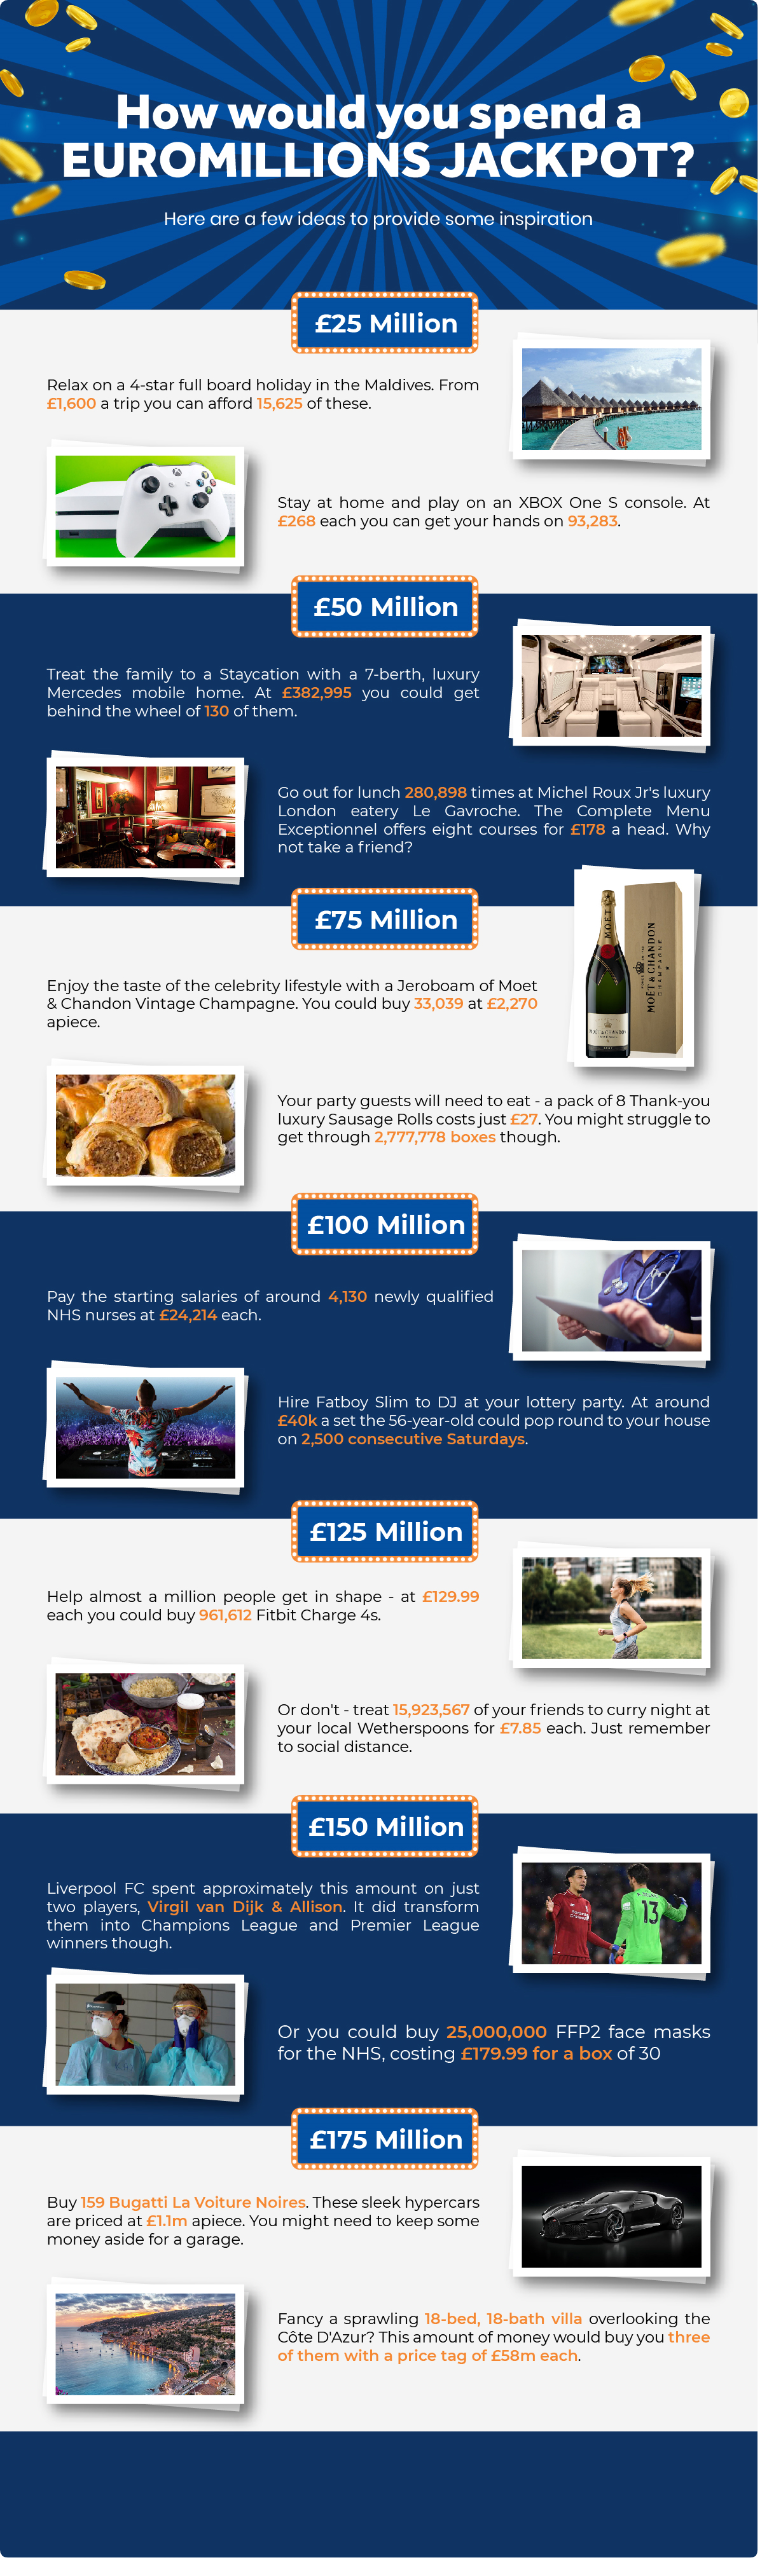 How would you spend a
EUROMILLIONS JACKPOT?
Here are a few ideas to provide some inspiration
£25 Million
Relax on a 4-star full board holiday in the Maldives. From
£1,600 a trip you can afford 15,625 of these.
Stay at home and play on an XBOX One S console. At
£268 each you can get your hands on 93,283.
£50 Million
Treat the family to a Staycation with a 7-berth, luxury
Mercedes mobile home. At £382,995 you could get
behind the wheel of 130 of them.
Go out for lunch 280,898 times at Michel Roux Jr's luxury
London eatery Le Gavroche. The Complete Menu
Exceptionnel offers eight courses for £178 a head. Why
not take a friend?
£75 Million
MOËT
MOËT & CHANDON
CHAMPAGNE
Enjoy the taste of the celebrity lifestyle with a Jeroboam of Moet
& Chandon Vintage Champagne. You could buy 33,039 at £2,270
apiece.
Your party guests will need to eat - a pack of 8 Thank-you
luxury Sausage Rolls costs just £27. You might struggle to
get through 2,777,778 boxes though.
£100 Million
Pay the starting salaries of around 4,130 newly qualified
NHS nurses at £24,214 each.
Hire Fatboy Slim to DJ at your lottery party. At around
£40k a set the 56-year-old could pop round to your house
on 2,500 consecutive Saturdays.
£125 Million
Help almost a million people get in shape - at £129.99
each you could buy 961,612 Fitbit Charge 4s.
Or don't - treat 15,923,567 of your friends to curry night at
your local Wetherspoons for £7.85 each. Just remember
to social distance.
£150 Million
Liverpool FC spent approximately this amount on just
two players, Virgil van Dijk & Allison. It did transform
them into Champions League and Premier League
winners though.
13
Or you could buy 25,000,000 FFP2 face masks
for the NHS, costing £179.99 for a box of 30
£175 Million
Buy 159 Bugatti La Voiture Noires. These sleek hypercars
are priced at £1.1m apiece. You might need to keep some
money aside for a garage.
Fancy a sprawling 18-bed, 18-bath villa overlooking the
Côte D'Azur? This amount of money would buy you three
of them with a price tag of £58m each.